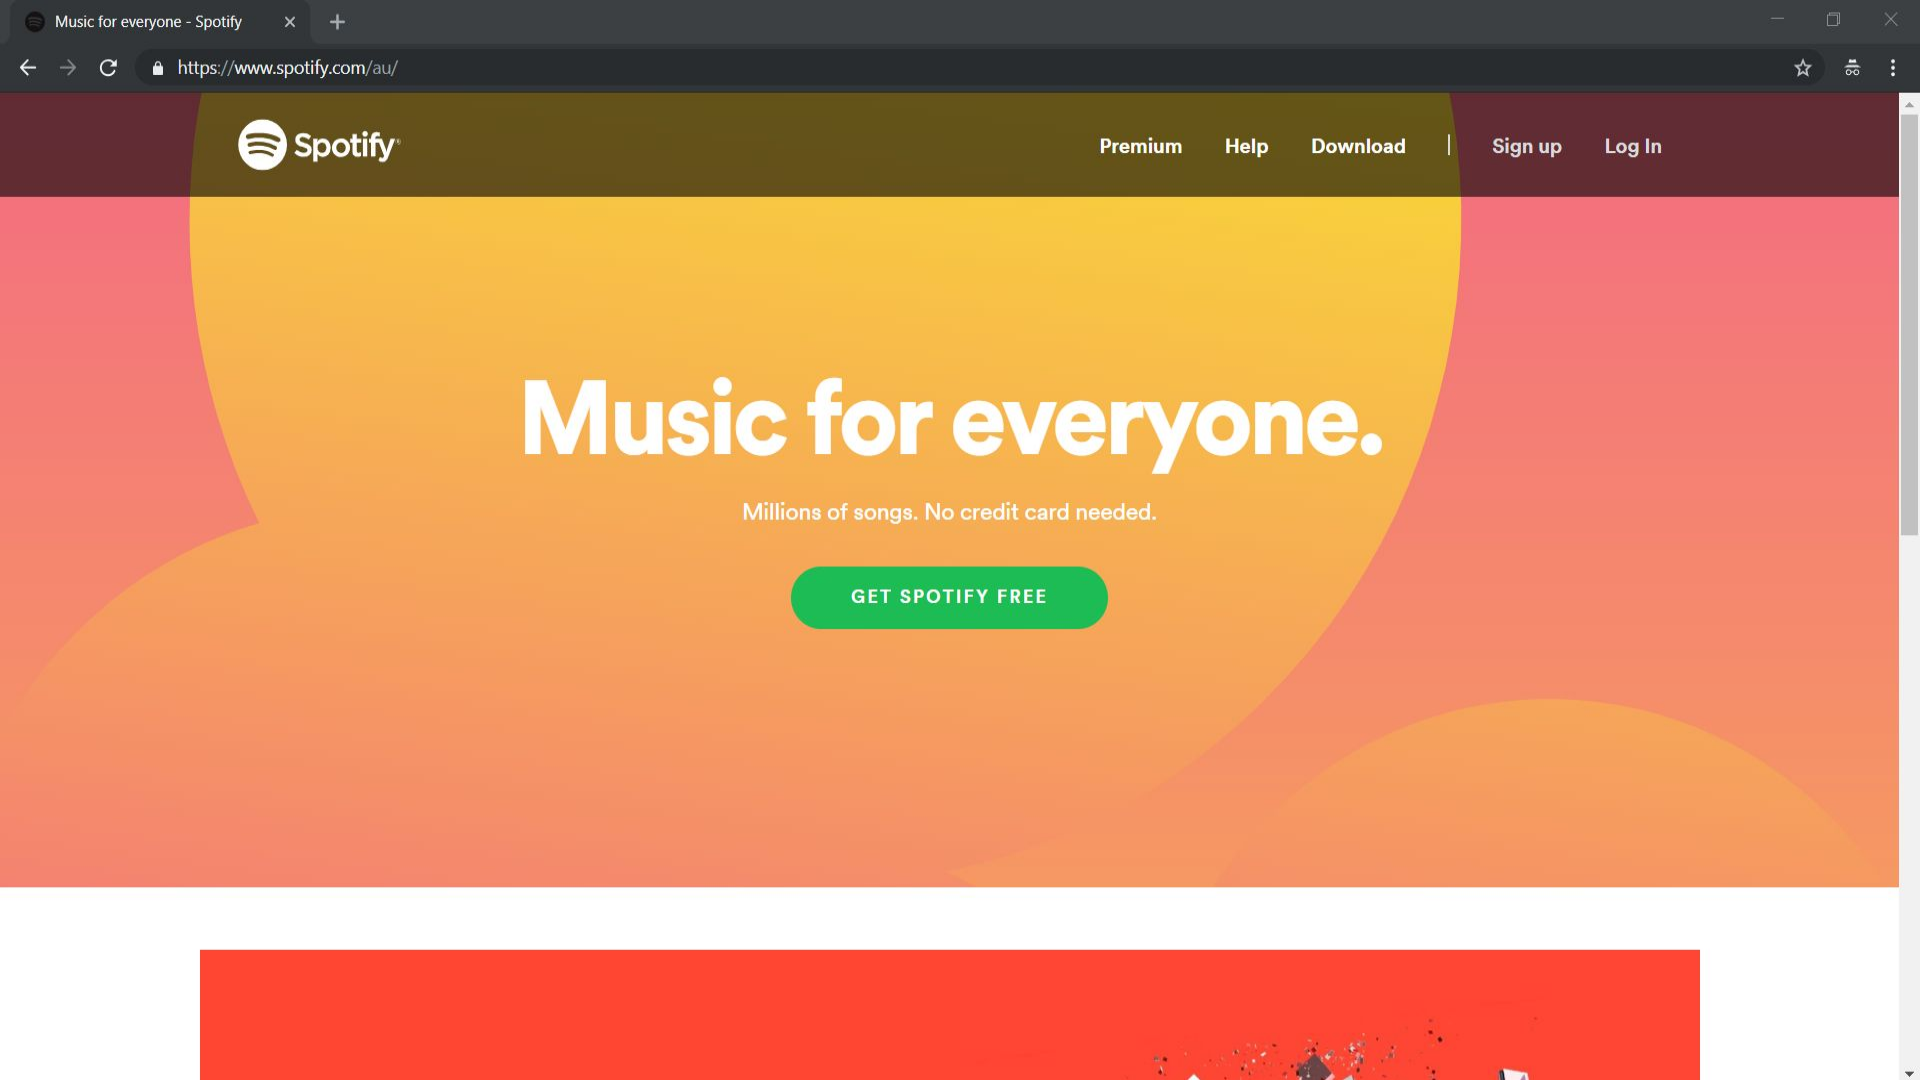 Music for everyone - Spotify
https://www.spotify.com/au/
Spotify®
Premium
Help
Download
|
Sign up
Log In
Music for everyone.
Millions of songs. No credit card needed.
GET SPOTIFY FREE